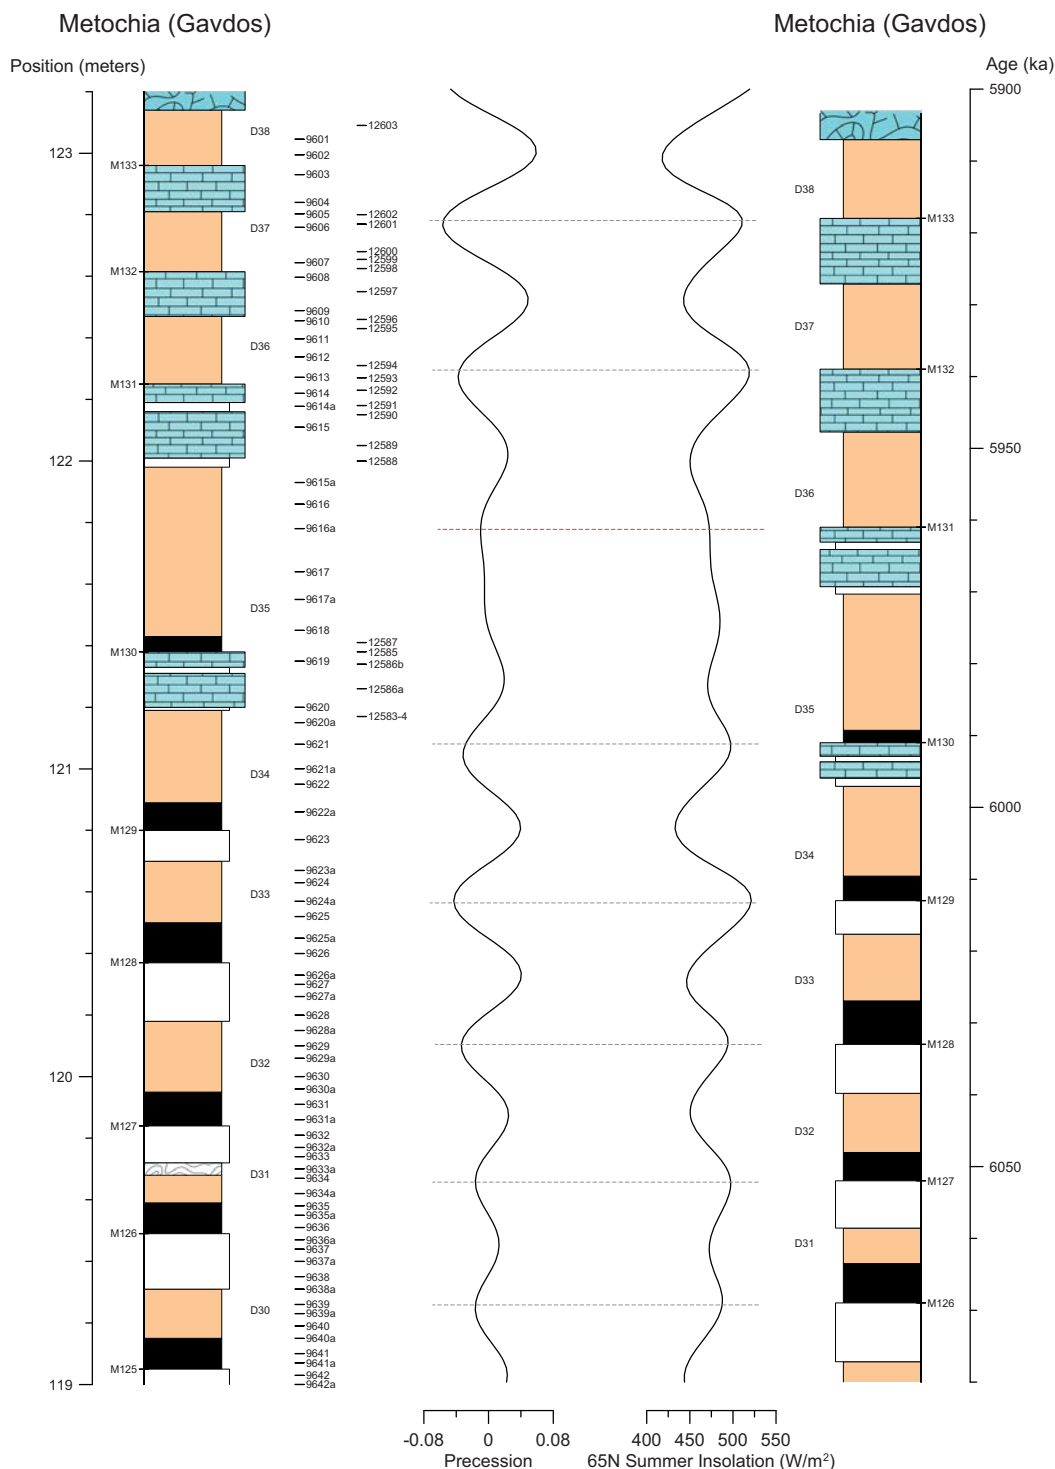 Metochia (Gavdos)
Metochia (Gavdos)
Position (meters)
Age (ka)
5900
D38
12603
9601
123
9602
M133
9603
D38
9604
9605
12602
M133
D37
9606
12601
12600
9607
12599
12598
M132
9608
12597
9609
9610
12596
12595
D37
9611
D36
9612
12594
M132
9613
12593
M131
9614
12592
9614a
12591
12590
9615
12589
5950
122
12588
9615a
D36
9616
9616a
M131
9617
9617a
D35
9618
12587
M130
12585
9619
12586b
12586a
9620
D35
12583-4
9620a
9621
M130
121
9621a
D34
9622
6000
9622a
M129
9623
D34
9623a
9624
D33
9624a
M129
9625
9625a
9626
M128
9626a
D33
9627
9627a
9628
9628a
9629
M128
9629a
D32
120
9630
9630a
9631
9631a
M127
D32
9632
9632a
9633
6050
9633a
D31
9634
M127
9634a
9635
9635a
9636
M126
9636a
D31
9637
9637a
9638
9638a
9639
M126
D30
9639a
9640
9640a
9641
9641a
M125
9642
119
9642a
-0.08 0 0.08
400 450 500 550
Precession
65N Summer Insolation (W/m²)